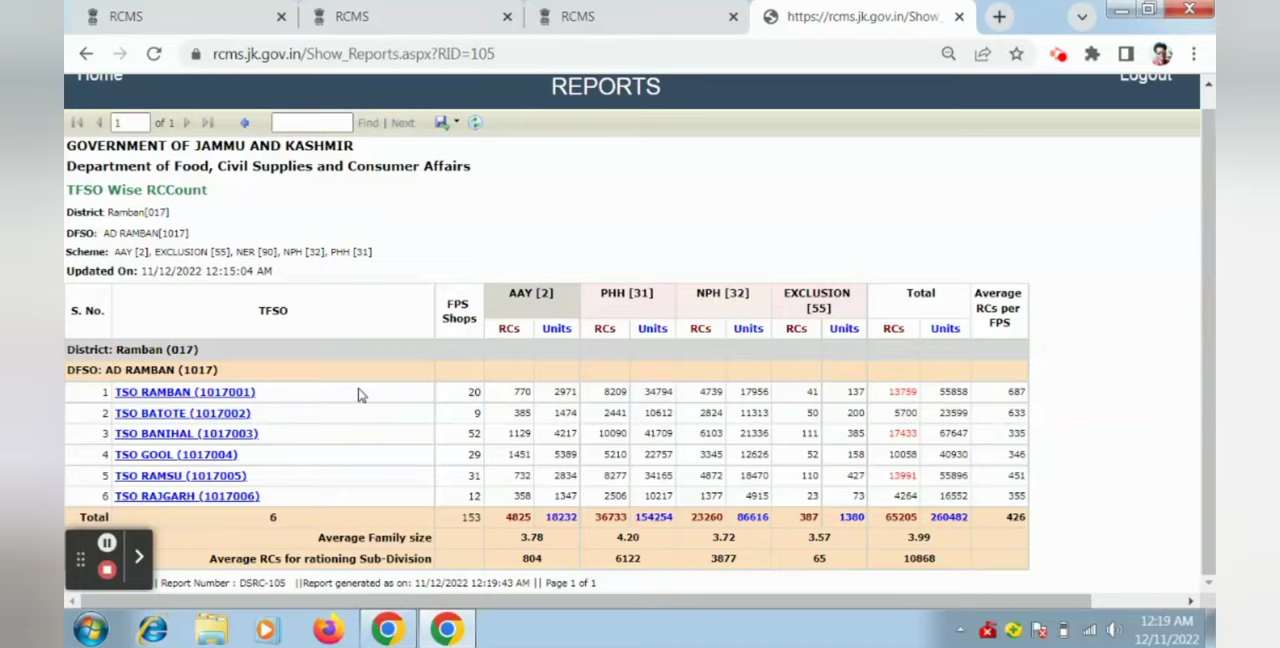 RCMS RCMS RCMS https://rcms.jk.gov.in/Show_
rcms.jk.gov.in/Show_Reports.aspx?RID=105
Home REPORTS Logout
1 of 1 Find | Next
GOVERNMENT OF JAMMU AND KASHMIR
Department of Food, Civil Supplies and Consumer Affairs
TFSO Wise RCCount
District: Ramban[017]
DFSO: AD RAMBAN[1017]
Scheme: AAY [2], EXCLUSION [55], NER [90], NPH [32], PHH [31]
Updated On: 11/12/2022 12:15:04 AM
S. No. TFSO FPS Shops AAY [2] PHH [31] NPH [32] EXCLUSION [55] Total Average RCs per FPS
RCs Units RCs Units RCs Units RCs Units RCs Units
District: Ramban (017)
DFSO: AD RAMBAN (1017)
1 TSO RAMBAN (1017001) 20 770 2971 8209 34794 4739 17956 41 137 13759 55858 687
2 TSO BATOTE (1017002) 9 385 1474 2441 10612 2824 11313 50 200 5700 23599 633
3 TSO BANIHAL (1017003) 52 1129 4217 10090 41709 6103 21336 111 385 17433 67647 335
4 TSO GOOL (1017004) 29 1451 5389 5210 22757 3345 12626 52 158 10058 40930 346
5 TSO RAMSU (1017005) 31 732 2834 8277 34165 4872 18470 110 427 13991 55896 451
6 TSO RAJGARH (1017006) 12 358 1347 2506 10217 1377 4915 23 73 4264 16552 355
Total 6 153 4825 18232 36733 154254 23260 86616 387 1380 65205 260482 426
Average Family size 3.78 4.20 3.72 3.57 3.99
Average RCs for rationing Sub-Division 804 6122 3877 65 10868
Report Number : DSRC-105 ||Report generated as on: 11/12/2022 12:19:43 AM || Page 1 of 1
12:19 AM
12/11/2022